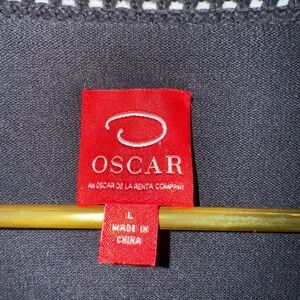 OSCAR
AN OSCAR DE LA RENTA COMPANY
L
MADE IN
CHINA